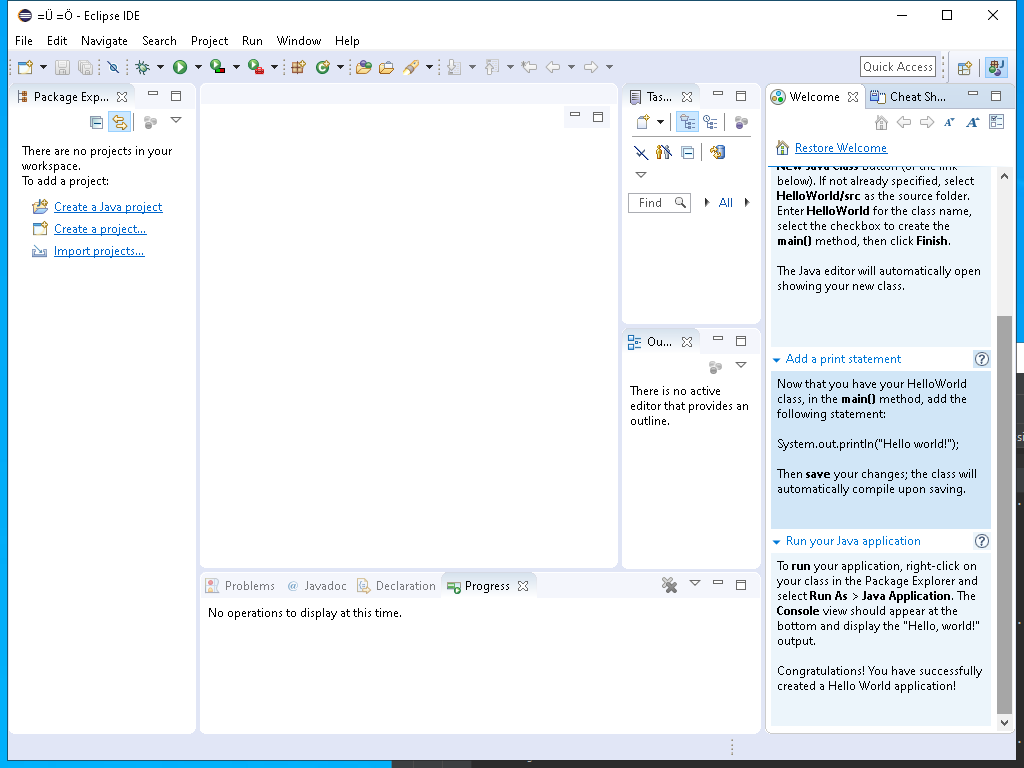 =Ü =Ö - Eclipse IDE
File Edit Navigate Search Project Run Window Help
Quick Access
Package Exp...
There are no projects in your
workspace.
To add a project:
Create a Java project
Create a project...
Import projects...
Tas...
Find
All
Ou...
There is no active
editor that provides an
outline.
Problems @ Javadoc Declaration Progress
No operations to display at this time.
Welcome Cheat Sh...
Restore Welcome
New Java Class button (or the link
below). If not already specified, select
HelloWorld/src as the source folder.
Enter HelloWorld for the class name,
select the checkbox to create the
main() method, then click Finish.
The Java editor will automatically open
showing your new class.
Add a print statement
Now that you have your HelloWorld
class, in the main() method, add the
following statement:
System.out.println("Hello world!");
Then save your changes; the class will
automatically compile upon saving.
Run your Java application
To run your application, right-click on
your class in the Package Explorer and
select Run As > Java Application. The
Console view should appear at the
bottom and display the "Hello, world!"
output.
Congratulations! You have successfully
created a Hello World application!